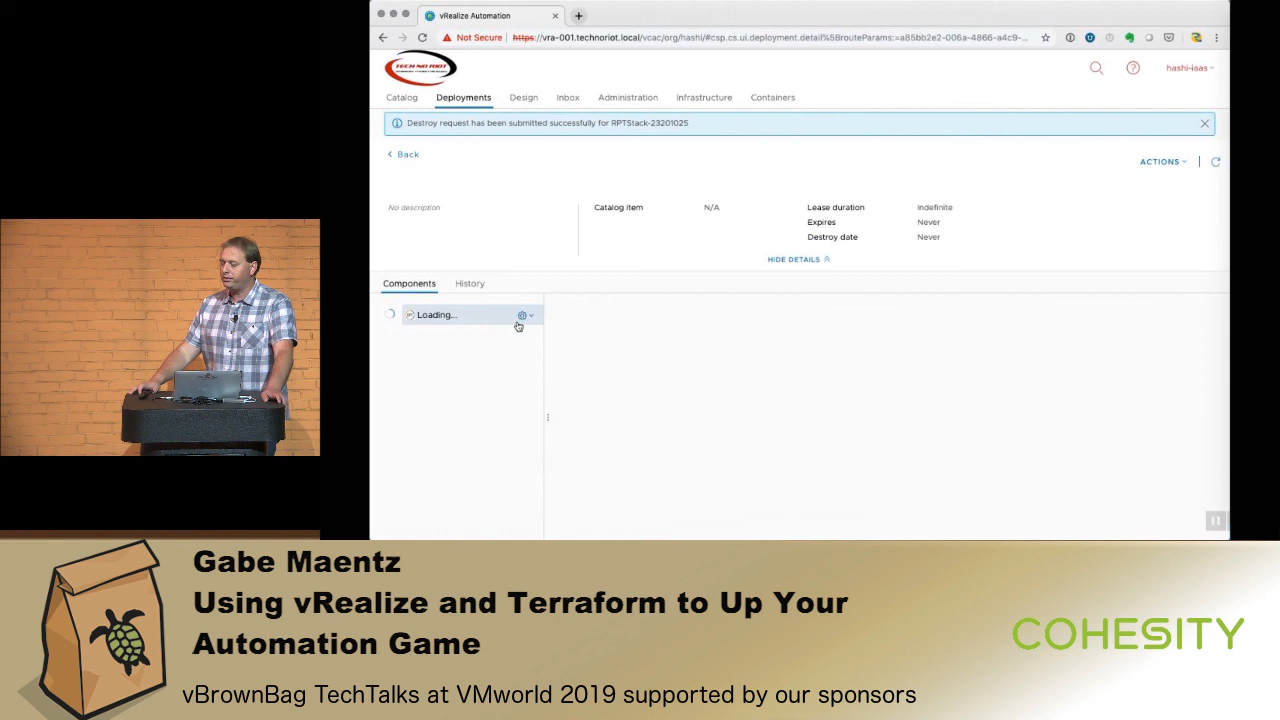 vRealize Automation
Not Secure https://vra-001.technoriot.local/vcac/org/hashi/#csp.cs.ui.deployment.detail%5BrouteParams:=a85bb2e2-006a-4866-a4c9-...
TECH NO RIOT
hashi-iaas
Catalog Deployments Design Inbox Administration Infrastructure Containers
Destroy request has been submitted successfully for RPTStack-23201025
Back
ACTIONS
No description Catalog item N/A Lease duration Indefinite
Expires Never
Destroy date Never
HIDE DETAILS
Components History
Loading...
Gabe Maentz
Using vRealize and Terraform to Up Your
Automation Game
COHESITY
vBrownBag TechTalks at VMworld 2019 supported by our sponsors